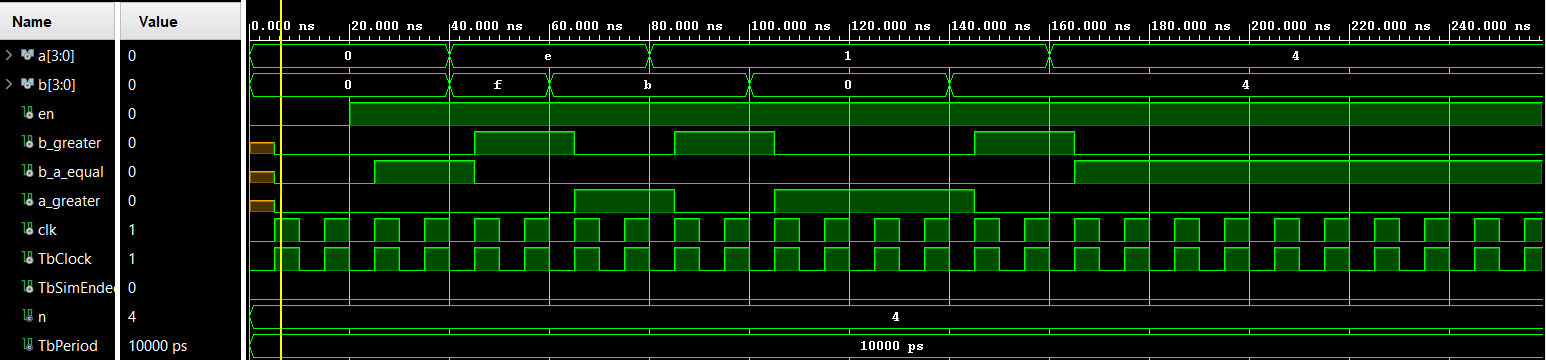 Name Value 0.000 ns 20.000 ns 40.000 ns 60.000 ns 80.000 ns 100.000 ns 120.000 ns 140.000 ns 160.000 ns 180.000 ns 200.000 ns 220.000 ns 240.000 ns
a[3:0] 0 0 e 1 4
b[3:0] 0 0 f b 0 4
en 0
b_greater 0
b_a_equal 0
a_greater 0
clk 1
TbClock 1
TbSimEnde 0
n 4 4
TbPeriod 10000 ps 10000 ps